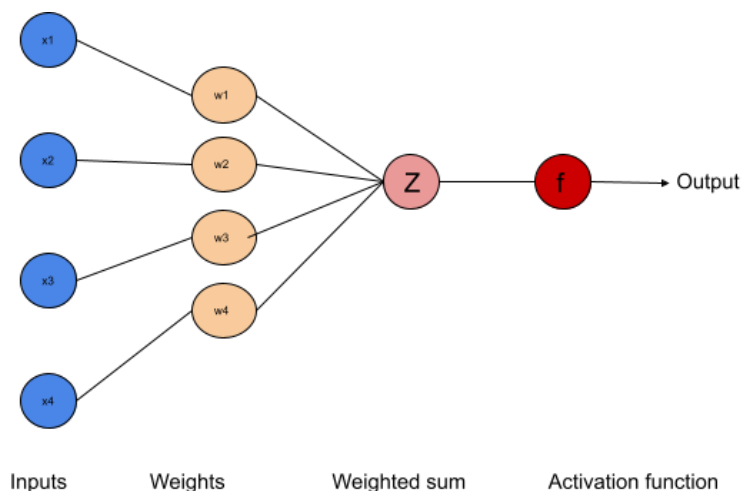 x1
w1
x2
w2
Z
f
Output
w3
x3
w4
x4
Inputs
Weights
Weighted sum
Activation function